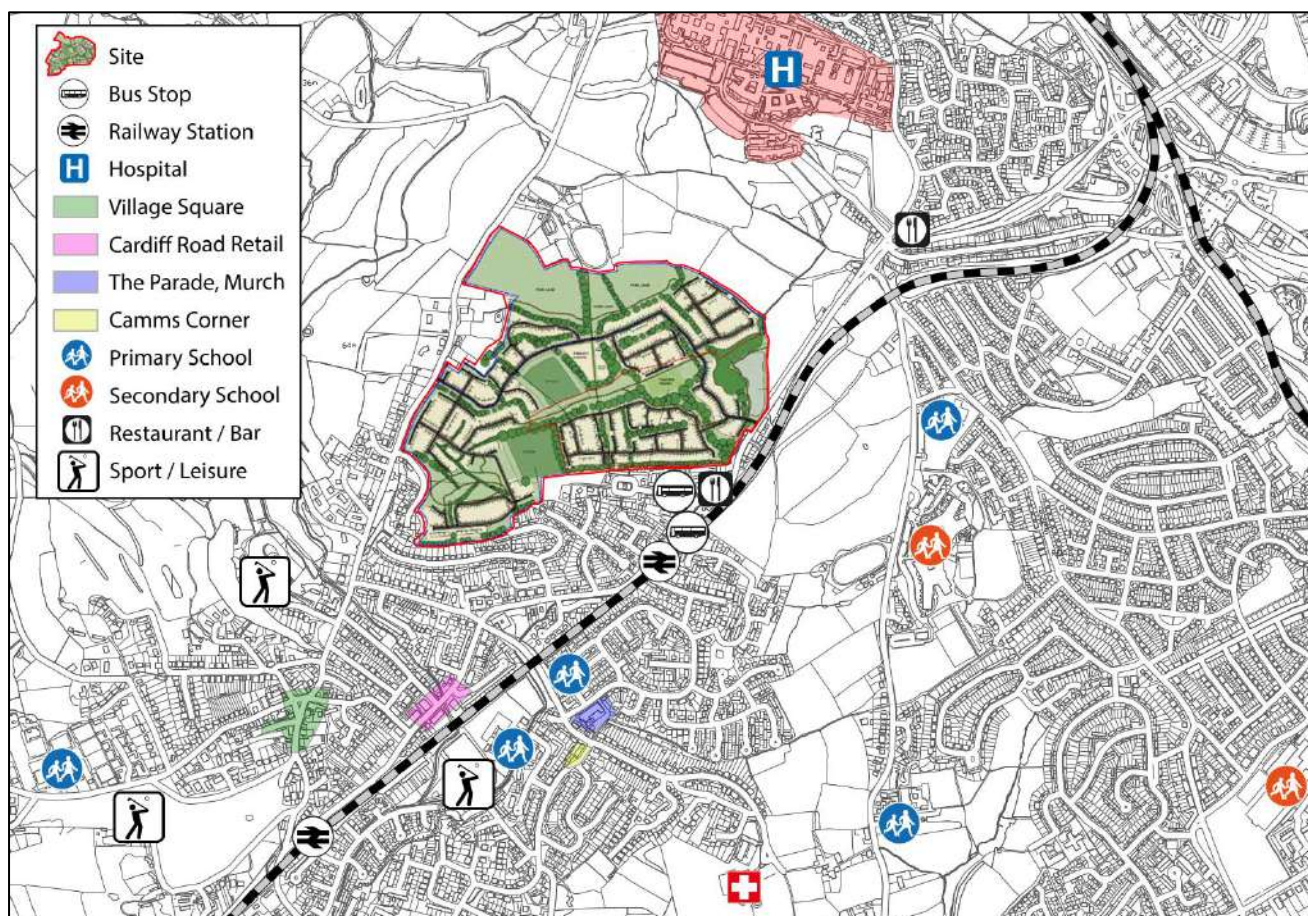 Site
Bus Stop
Railway Station
H Hospital
Village Square
Cardiff Road Retail
The Parade, Murch
Camms Corner
Primary School
Secondary School
Restaurant / Bar
Sport / Leisure
H